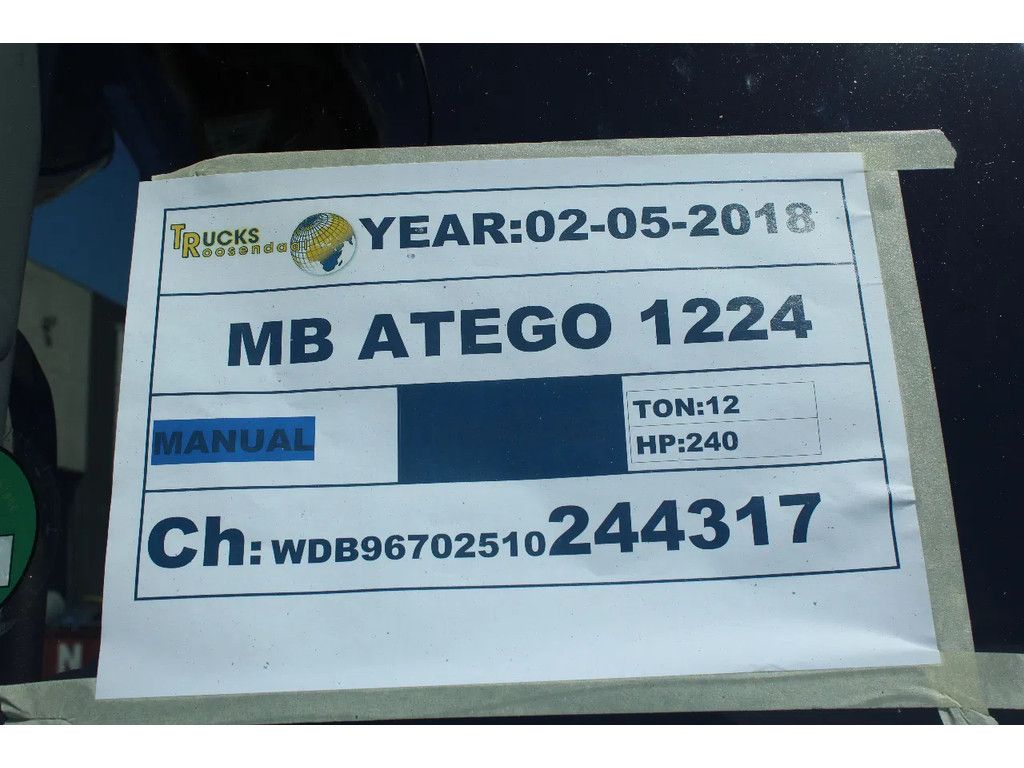 TRUCKS
Roosendaal
YEAR:02-05-2018
MB ATEGO 1224
MANUAL
TON:12
HP:240
Ch: WDB96702510244317
N